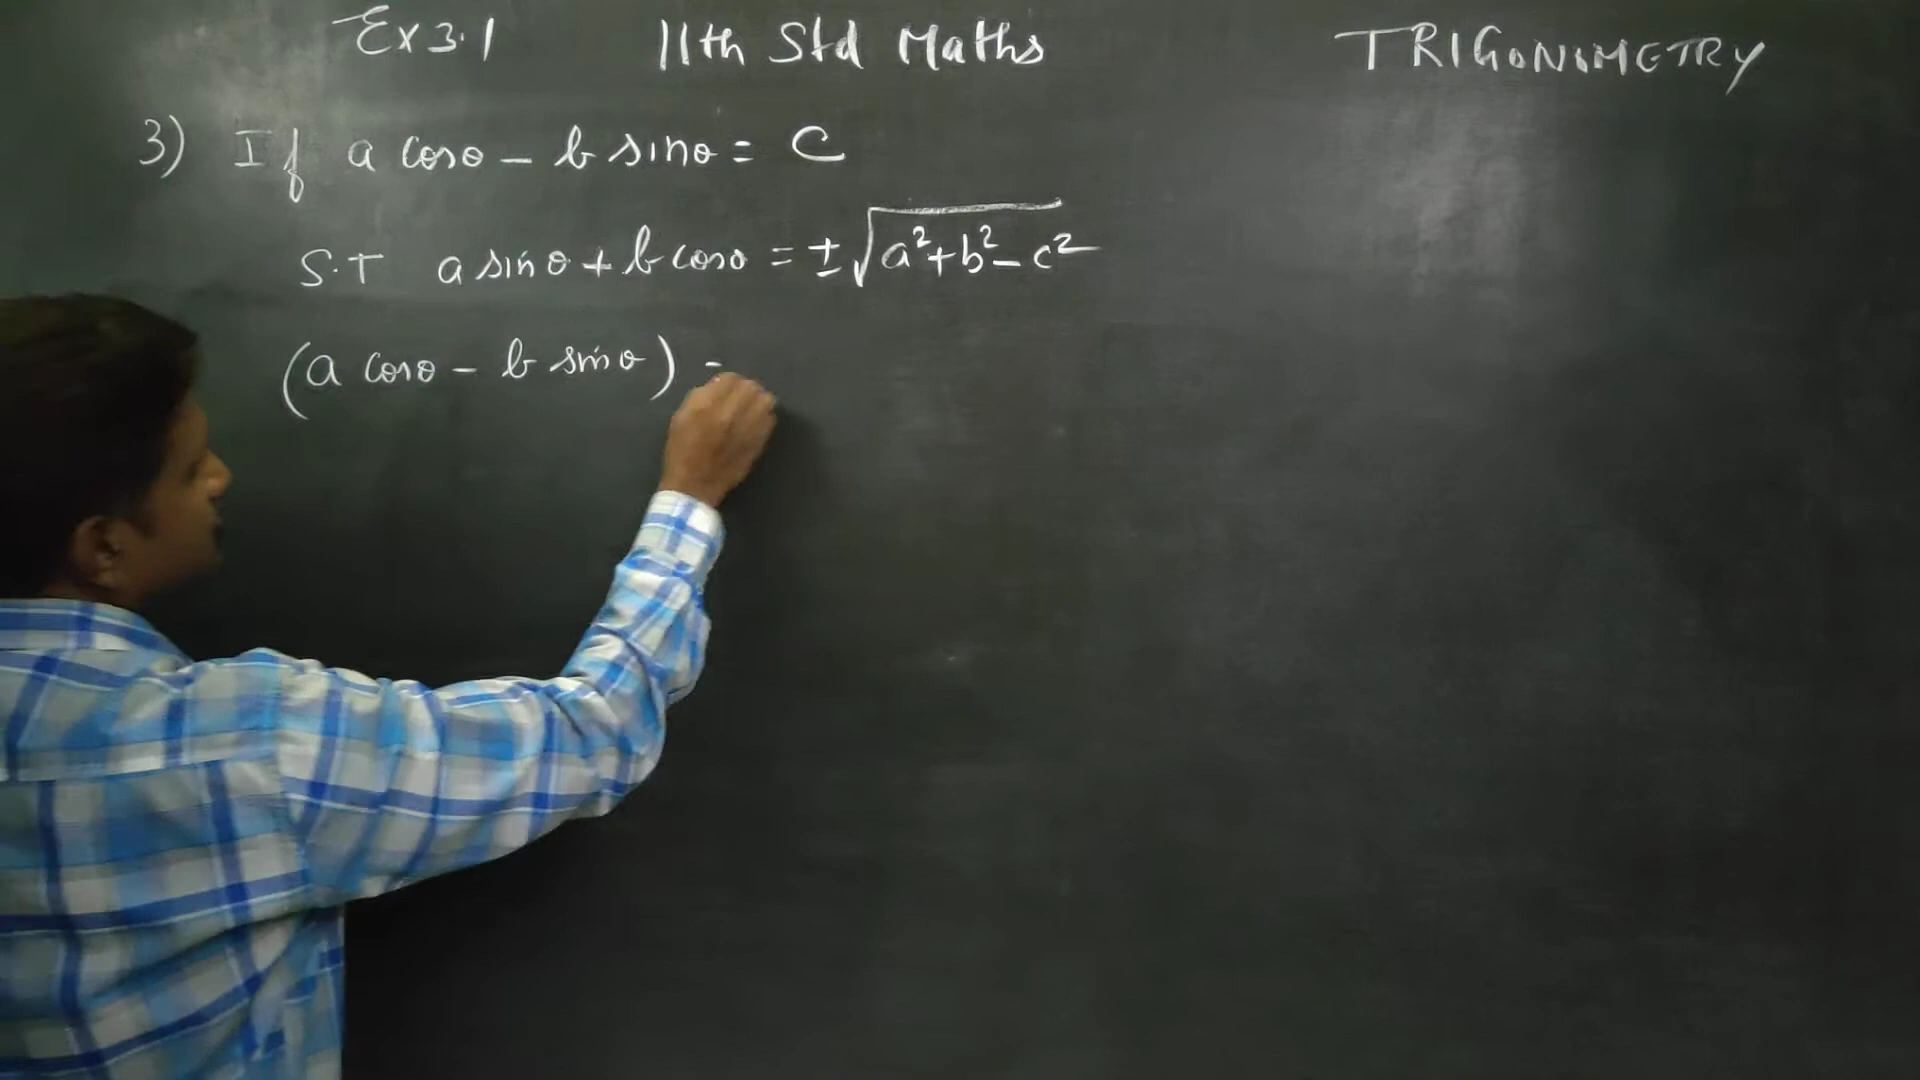 Ex 3.1 11th Std Maths TRIGONOMETRY
3) If a cosθ - b sinθ = C
S.T a sinθ + b cosθ = ±√a²+b²-c²
(a cosθ - b sinθ) =